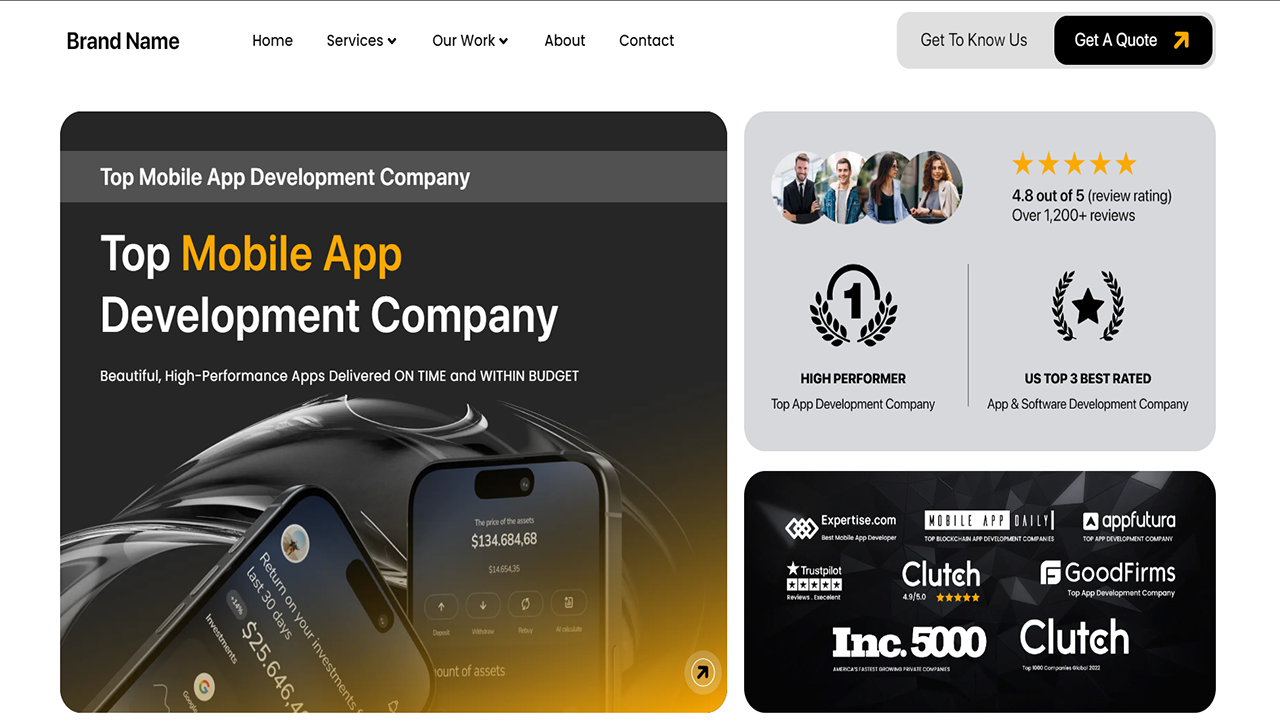 Brand Name
Home
Services
Our Work
About
Contact
Get To Know Us
Get A Quote
Top Mobile App Development Company
Top Mobile App
Development Company
Beautiful, High-Performance Apps Delivered ON TIME and WITHIN BUDGET
The price of the assets
$134.684,68
$14.654,35
Deposit
Withdraw
Rebuy
AI calculate
ount of assets
Return on your investments f
last 30 days
+14%
$25.646,4
Investments
Google
4.8 out of 5 (review rating)
Over 1,200+ reviews
1
HIGH PERFORMER
Top App Development Company
US TOP 3 BEST RATED
App & Software Development Company
Expertise.com
Best Mobile App Developer
MOBILE APP DAILY
TOP BLOCKCHAIN APP DEVELOPMENT COMPANIES
appfutura
TOP APP DEVELOPMENT COMPANY
Trustpilot
Reviews . Execelent
Clutch
4.9/5.0
GoodFirms
Top App Development Company
Inc. 5000
AMERICA'S FASTEST GROWING PRIVATE COMPANIES
Clutch
Top 1000 Companies Global 2022